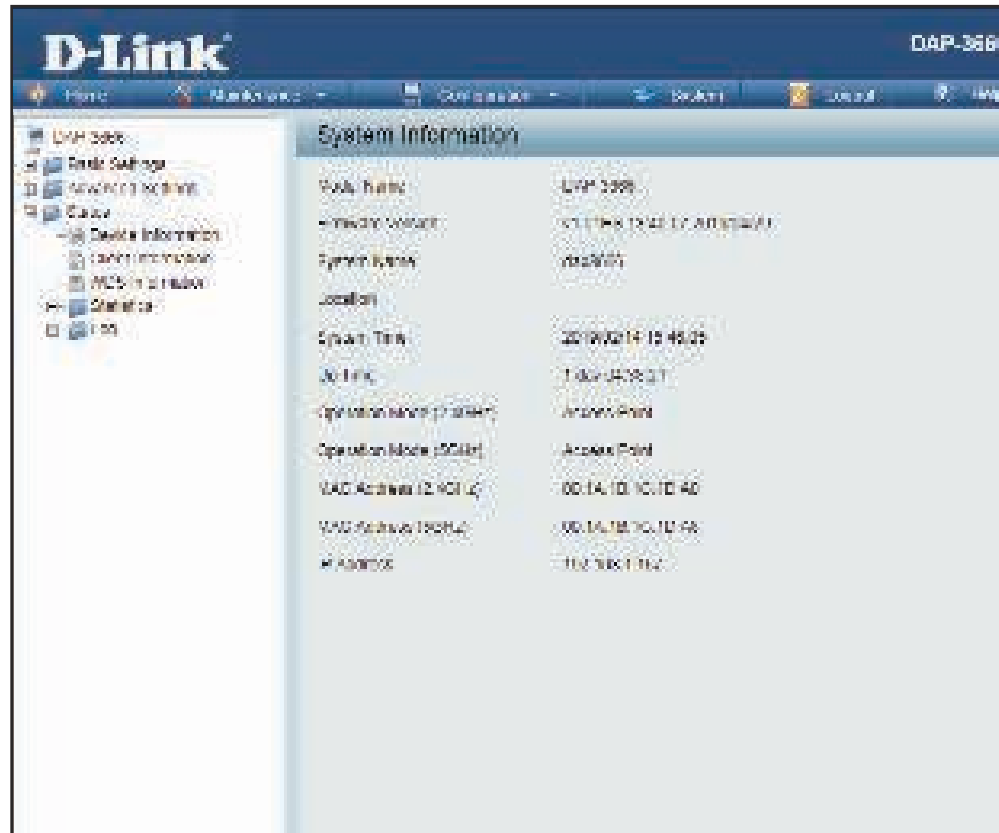 D-Link
DAP-366
Home Maintenance Configuration System Logout Help
System Information
DAP-3666
Basic Settings
Advanced Settings
Status
Device Information
Client Information
WDS Information
Statistics
Log
Model Name DAP-3666
Firmware Version
System Name
Location
System Time
Up Time
Operation Mode (2.4GHz) Access Point
Operation Mode (5GHz) Access Point
MAC Address (2.4GHz)
MAC Address (5GHz)
IP Address